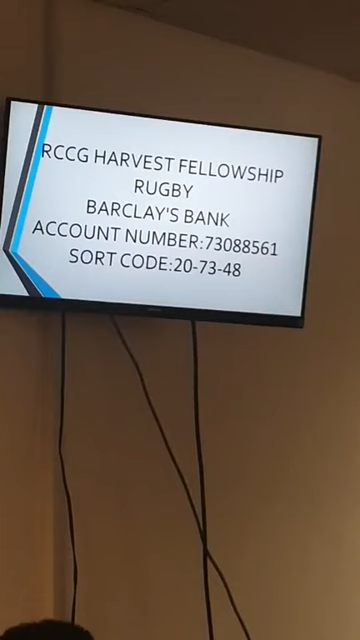 RCCG HARVEST FELLOWSHIP
RUGBY
BARCLAY'S BANK
ACCOUNT NUMBER:73088561
SORT CODE:20-73-48